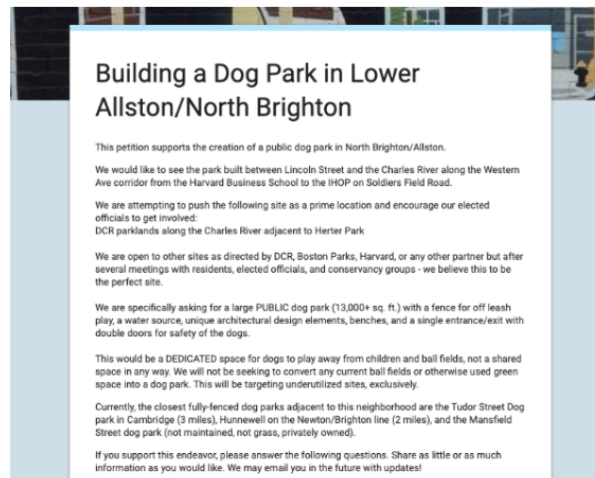 Building a Dog Park in Lower
Allston/North Brighton
This petition supports the creation of a public dog park in North Brighton/Allston.
We would like to see the park built between Lincoln Street and the Charles River along the Western
Ave corridor from the Harvard Business School to the IHOP on Soldiers Field Road.
We are attempting to push the following site as a prime location and encourage our elected
officials to get involved:
DCR parklands along the Charles River adjacent to Herter Park
We are open to other sites as directed by DCR, Boston Parks, Harvard, or any other partner but after
several meetings with residents, elected officials, and conservancy groups - we believe this to be
the perfect site.
We are specifically asking for a large PUBLIC dog park (13,000+ sq. ft.) with a fence for off leash
play, a water source, unique architectural design elements, benches, and a single entrance/exit with
double doors for safety of the dogs.
This would be a DEDICATED space for dogs to play away from children and ball fields, not a shared
space in any way. We will not be seeking to convert any current ball fields or otherwise used green
space into a dog park. This will be targeting underutilized sites, exclusively.
Currently, the closest fully-fenced dog parks adjacent to this neighborhood are the Tudor Street Dog
park in Cambridge (3 miles), Hunnewell on the Newton/Brighton line (2 miles), and the Mansfield
Street dog park (not maintained, not grass, privately owned).
If you support this endeavor, please answer the following questions. Share as little or as much
information as you would like. We may email you in the future with updates!